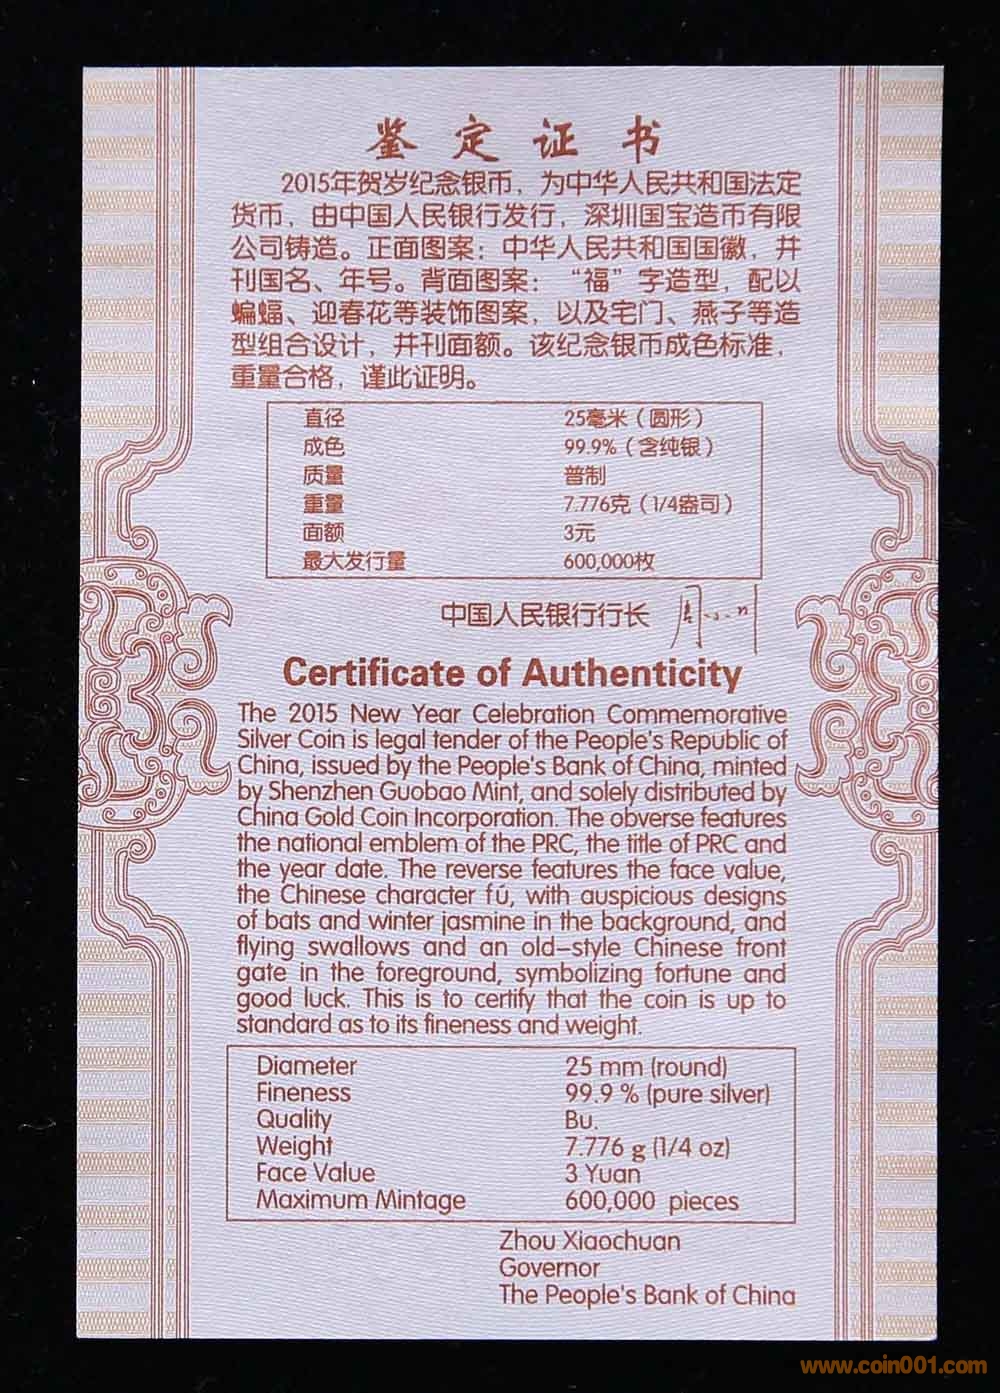 鉴定证书
2015年贺岁纪念银币，为中华人民共和国法定
货币，由中国人民银行发行，深圳国宝造币有限
公司铸造。正面图案：中华人民共和国国徽，并
刊国名、年号。背面图案：“福”字造型，配以
蝙蝠、迎春花等装饰图案，以及宅门、燕子等造
型组合设计，并刊面额。该纪念银币成色标准，
重量合格，谨此证明。
直径 25毫米（圆形）
成色 99.9%（含纯银）
质量 普制
重量 7.776克（1/4盎司）
面额 3元
最大发行量 600,000枚
中国人民银行行长 周小川
Certificate of Authenticity
The 2015 New Year Celebration Commemorative
Silver Coin is legal tender of the People's Republic of
China, issued by the People's Bank of China, minted
by Shenzhen Guobao Mint, and solely distributed by
China Gold Coin Incorporation. The obverse features
the national emblem of the PRC, the title of PRC and
the year date. The reverse features the face value,
the Chinese character fú, with auspicious designs
of bats and winter jasmine in the background, and
flying swallows and an old-style Chinese front
gate in the foreground, symbolizing fortune and
good luck. This is to certify that the coin is up to
standard as to its fineness and weight.
Diameter 25 mm (round)
Fineness 99.9 % (pure silver)
Quality Bu.
Weight 7.776 g (1/4 oz)
Face Value 3 Yuan
Maximum Mintage 600,000 pieces
Zhou Xiaochuan
Governor
The People's Bank of China
www.coin001.com